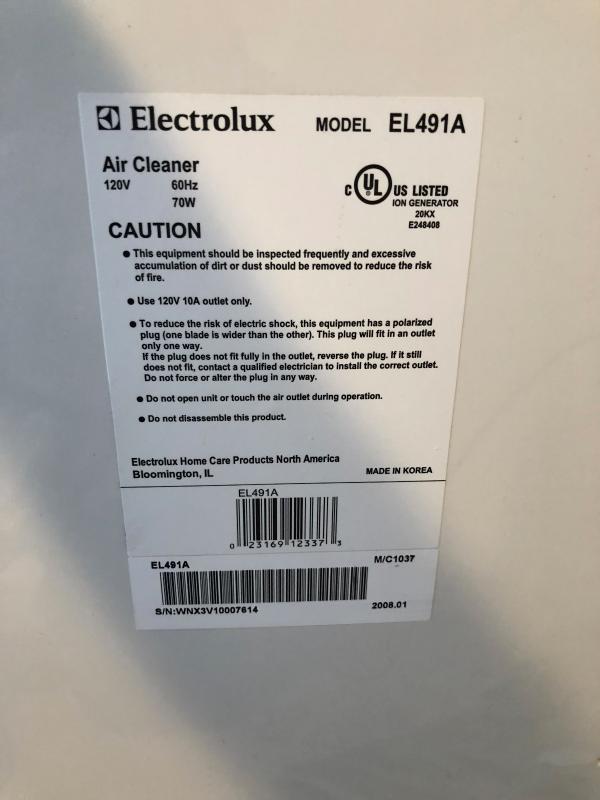 Electrolux MODEL EL491A
Air Cleaner
120V 60Hz
70W
C UL US LISTED
ION GENERATOR
20KX
E248408
CAUTION
● This equipment should be inspected frequently and excessive
accumulation of dirt or dust should be removed to reduce the risk
of fire.
● Use 120V 10A outlet only.
● To reduce the risk of electric shock, this equipment has a polarized
plug (one blade is wider than the other). This plug will fit in an outlet
only one way.
If the plug does not fit fully in the outlet, reverse the plug. If it still
does not fit, contact a qualified electrician to install the correct outlet.
Do not force or alter the plug in any way.
● Do not open unit or touch the air outlet during operation.
● Do not disassemble this product.
Electrolux Home Care Products North America
Bloomington, IL MADE IN KOREA
EL491A
0 23169 12337 3
EL491A M/C1037
S/N:WNX3V10007614 2008.01